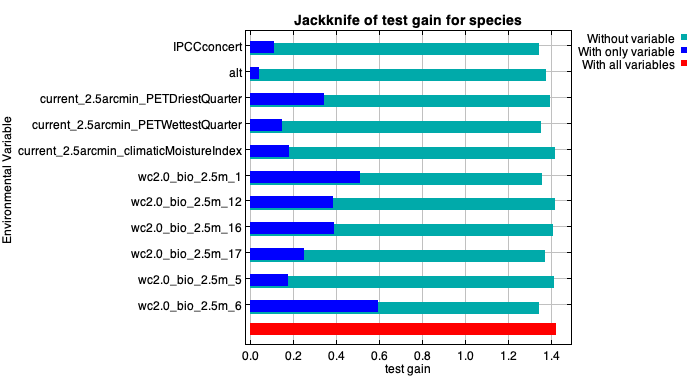 Jackknife of test gain for species
Without variable
With only variable
With all variables
Environmental Variable
IPCCconcert
alt
current_2.5arcmin_PETDriestQuarter
current_2.5arcmin_PETWettestQuarter
current_2.5arcmin_climaticMoistureIndex
wc2.0_bio_2.5m_1
wc2.0_bio_2.5m_12
wc2.0_bio_2.5m_16
wc2.0_bio_2.5m_17
wc2.0_bio_2.5m_5
wc2.0_bio_2.5m_6
0.0 0.2 0.4 0.6 0.8 1.0 1.2 1.4
test gain